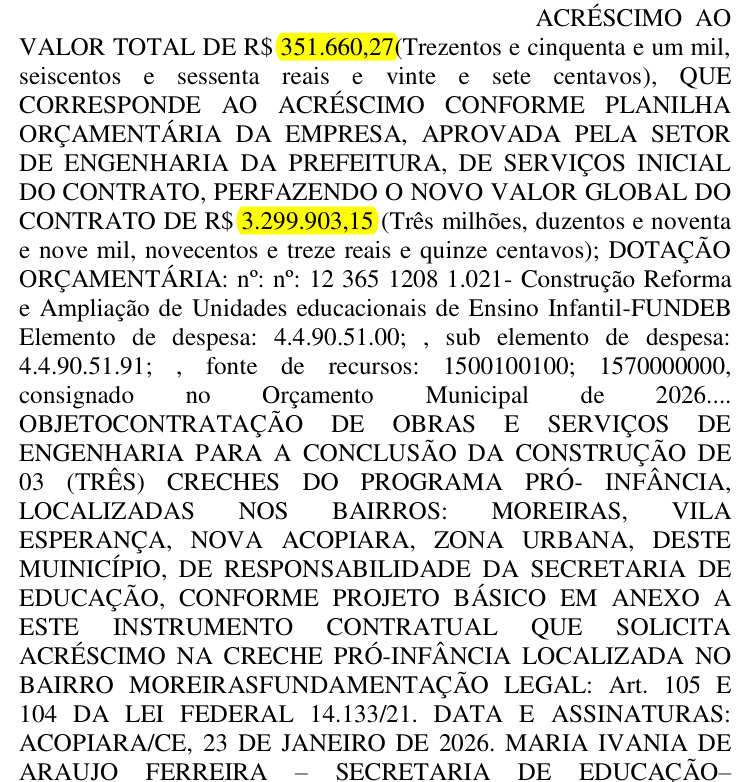 ACRÉSCIMO AO
VALOR TOTAL DE R$ 351.660,27(Trezentos e cinquenta e um mil,
seiscentos e sessenta reais e vinte e sete centavos), QUE
CORRESPONDE AO ACRÉSCIMO CONFORME PLANILHA
ORÇAMENTÁRIA DA EMPRESA, APROVADA PELA SETOR
DE ENGENHARIA DA PREFEITURA, DE SERVIÇOS INICIAL
DO CONTRATO, PERFAZENDO O NOVO VALOR GLOBAL DO
CONTRATO DE R$ 3.299.903,15 (Três milhões, duzentos e noventa
e nove mil, novecentos e treze reais e quinze centavos); DOTAÇÃO
ORÇAMENTÁRIA: nº: nº: 12 365 1208 1.021- Construção Reforma
e Ampliação de Unidades educacionais de Ensino Infantil-FUNDEB
Elemento de despesa: 4.4.90.51.00; , sub elemento de despesa:
4.4.90.51.91; , fonte de recursos: 1500100100; 1570000000,
consignado no Orçamento Municipal de 2026....
OBJETOCONTRATAÇÃO DE OBRAS E SERVIÇOS DE
ENGENHARIA PARA A CONCLUSÃO DA CONSTRUÇÃO DE
03 (TRÊS) CRECHES DO PROGRAMA PRÓ- INFÂNCIA,
LOCALIZADAS NOS BAIRROS: MOREIRAS, VILA
ESPERANÇA, NOVA ACOPIARA, ZONA URBANA, DESTE
MUINICÍPIO, DE RESPONSABILIDADE DA SECRETARIA DE
EDUCAÇÃO, CONFORME PROJETO BÁSICO EM ANEXO A
ESTE INSTRUMENTO CONTRATUAL QUE SOLICITA
ACRÉSCIMO NA CRECHE PRÓ-INFÂNCIA LOCALIZADA NO
BAIRRO MOREIRASFUNDAMENTAÇÃO LEGAL: Art. 105 E
104 DA LEI FEDERAL 14.133/21. DATA E ASSINATURAS:
ACOPIARA/CE, 23 DE JANEIRO DE 2026. MARIA IVANIA DE
ARAUJO FERREIRA – SECRETARIA DE EDUCAÇÃO–